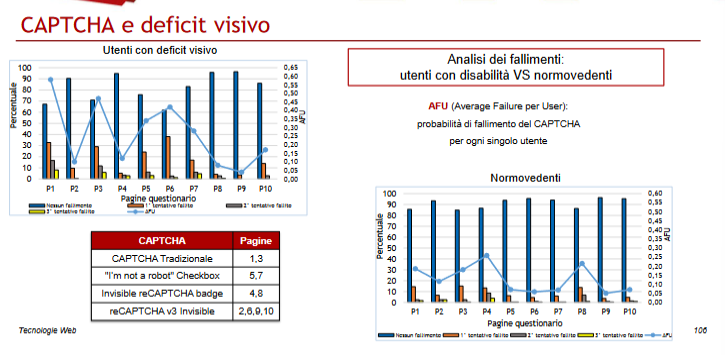 CAPTCHA e deficit visivo
Utenti con deficit visivo
Percentuale
100
90
80
70
60
50
40
30
20
10
0
0,65
0,60
0,55
0,50
0,45
0,40
0,35
0,30
0,25
0,20
0,15
0,10
0,05
0,00
AFU
P1 P2 P3 P4 P5 P6 P7 P8 P9 P10
Pagine questionario
Nessun fallimento 1° tentativo fallito 2° tentativo fallito
3° tentativo fallito AFU
Analisi dei fallimenti:
utenti con disabilità VS normovedenti
AFU (Average Failure per User):
probabilità di fallimento del CAPTCHA
per ogni singolo utente
CAPTCHA Pagine
CAPTCHA Tradizionale 1,3
"I'm not a robot" Checkbox 5,7
Invisible reCAPTCHA badge 4,8
reCAPTCHA v3 Invisible 2,6,9,10
Normovedenti
Percentuale
100
90
80
70
60
50
40
30
20
10
0
0,60
0,55
0,50
0,45
0,40
0,35
0,30
0,25
0,20
0,15
0,10
0,05
0,00
AFU
P1 P2 P3 P4 P5 P6 P7 P8 P9 P10
Pagine questionario
Nessun fallimento 1° tentativo fallito 2° tentativo fallito 3° tentativo fallito AFU
Tecnologie Web
106